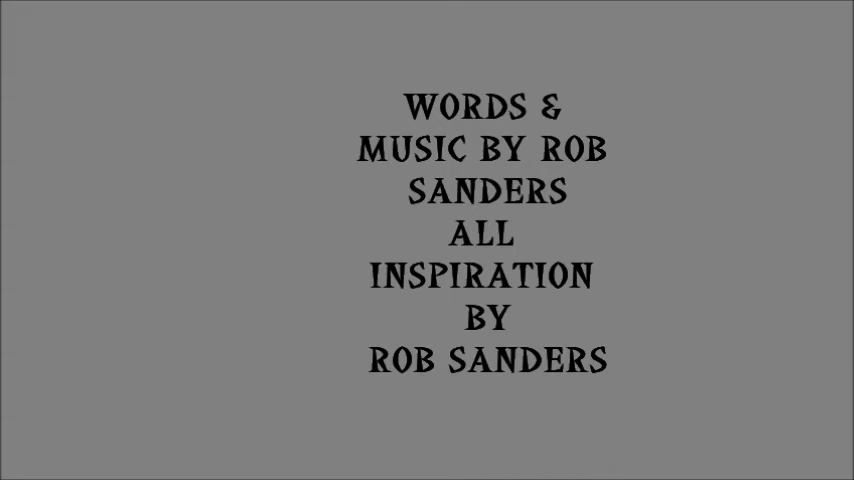 WORDS &
MUSIC BY ROB
SANDERS
ALL
INSPIRATION
BY
ROB SANDERS